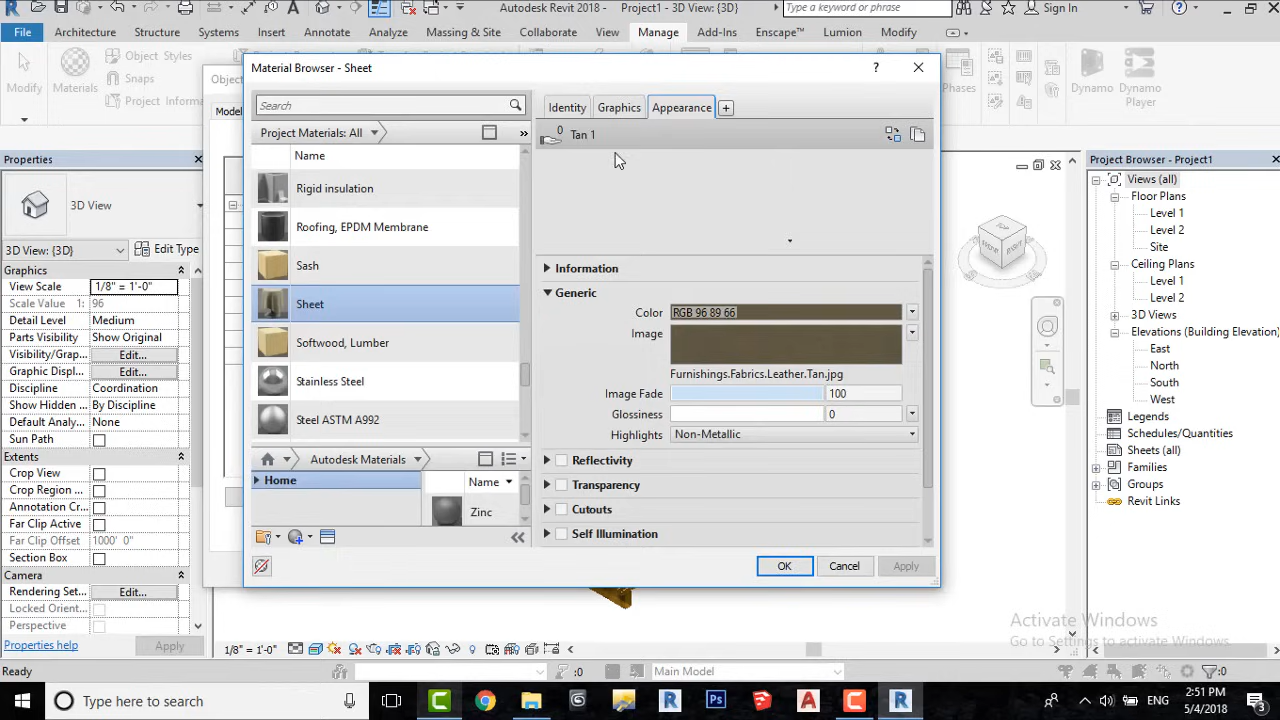 Autodesk Revit 2018 - Project1 - 3D View: {3D}
Type a keyword or phrase
Sign In
File
Architecture
Structure
Systems
Insert
Annotate
Analyze
Massing & Site
Collaborate
View
Manage
Add-Ins
Enscape™
Lumion
Modify
Modify
Materials
Object Styles
Snaps
Project Informa
Phases
Dynamo
Dynamo Player
Objec
Model
Material Browser - Sheet
?
Search
Project Materials: All
Name
Rigid insulation
Roofing, EPDM Membrane
Sash
Sheet
Softwood, Lumber
Stainless Steel
Steel ASTM A992
Autodesk Materials
Home
Name
Zinc
Identity
Graphics
Appearance
+
0
Tan 1
Information
Generic
Color
RGB 96 89 66
Image
Furnishings.Fabrics.Leather.Tan.jpg
Image Fade
100
Glossiness
0
Highlights
Non-Metallic
Reflectivity
Transparency
Cutouts
Self Illumination
OK
Cancel
Apply
Properties
3D View
3D View: {3D}
Edit Type
Graphics
View Scale
1/8" = 1'-0"
Scale Value 1:
96
Detail Level
Medium
Parts Visibility
Show Original
Visibility/Grap...
Edit...
Graphic Displ...
Edit...
Discipline
Coordination
Show Hidden ...
By Discipline
Default Analy...
None
Sun Path
Extents
Crop View
Crop Region ...
Annotation Cr...
Far Clip Active
Far Clip Offset
1000' 0"
Section Box
Camera
Rendering Set...
Edit...
Locked Orient...
Perspective
Properties help
Apply
TOP
FRONT
RIGHT
Project Browser - Project1
Views (all)
Floor Plans
Level 1
Level 2
Site
Ceiling Plans
Level 1
Level 2
3D Views
Elevations (Building Elevation)
East
North
South
West
Legends
Schedules/Quantities
Sheets (all)
Families
Groups
Revit Links
Activate Windows
Go to Settings to activate Windows.
1/8" = 1'-0"
Ready
:0
Main Model
:0
Type here to search
ENG
2:51 PM
5/4/2018
3